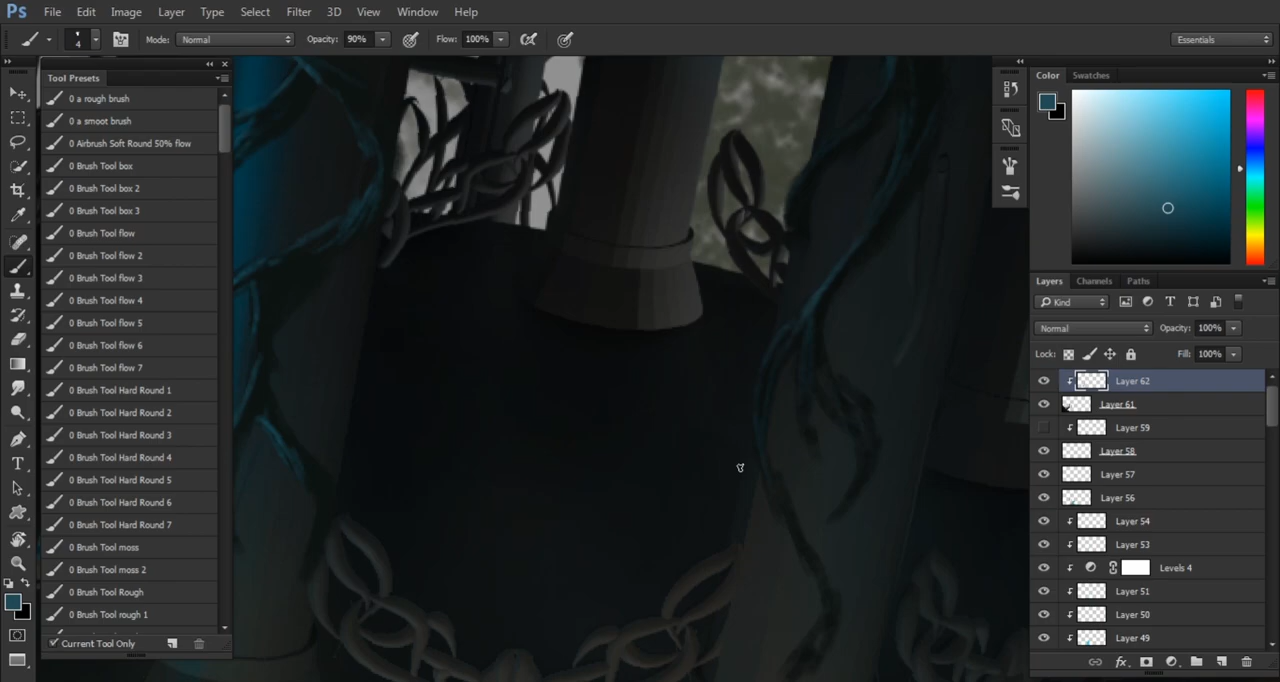 Ps File Edit Image Layer Type Select Filter 3D View Window Help
4 Mode: Normal Opacity: 90% Flow: 100% Essentials
Tool Presets
0 a rough brush
0 a smoot brush
0 Airbrush Soft Round 50% flow
0 Brush Tool box
0 Brush Tool box 2
0 Brush Tool box 3
0 Brush Tool flow
0 Brush Tool flow 2
0 Brush Tool flow 3
0 Brush Tool flow 4
0 Brush Tool flow 5
0 Brush Tool flow 6
0 Brush Tool flow 7
0 Brush Tool Hard Round 1
0 Brush Tool Hard Round 2
0 Brush Tool Hard Round 3
0 Brush Tool Hard Round 4
0 Brush Tool Hard Round 5
0 Brush Tool Hard Round 6
0 Brush Tool Hard Round 7
0 Brush Tool moss
0 Brush Tool moss 2
0 Brush Tool Rough
0 Brush Tool rough 1
Current Tool Only
Color Swatches
Layers Channels Paths
Kind
Normal Opacity: 100%
Lock: Fill: 100%
Layer 62
Layer 61
Layer 59
Layer 58
Layer 57
Layer 56
Layer 54
Layer 53
Levels 4
Layer 51
Layer 50
Layer 49
fx